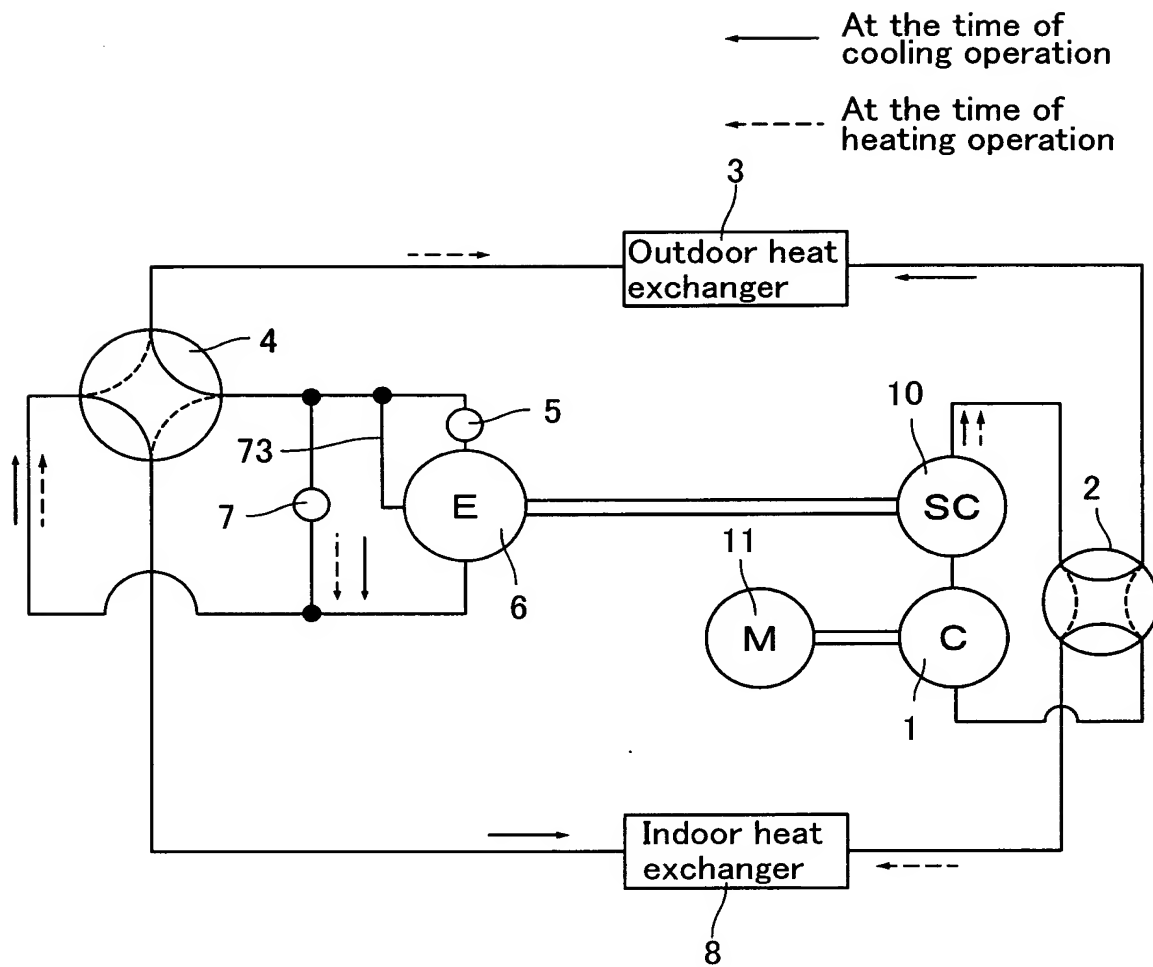 At the time of
cooling operation
At the time of
heating operation
3
Outdoor heat
exchanger
4
5
10
73
2
7
E
SC
11
6
M
C
1
Indoor heat
exchanger
8